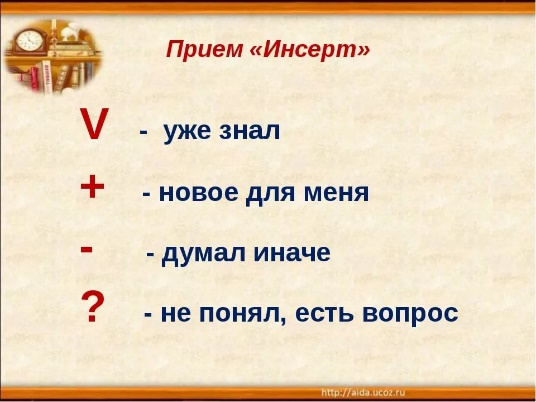 Прием «Инсерт»
V - уже знал
+ - новое для меня
- - думал иначе
? - не понял, есть вопрос
http://aida.ucoz.ru